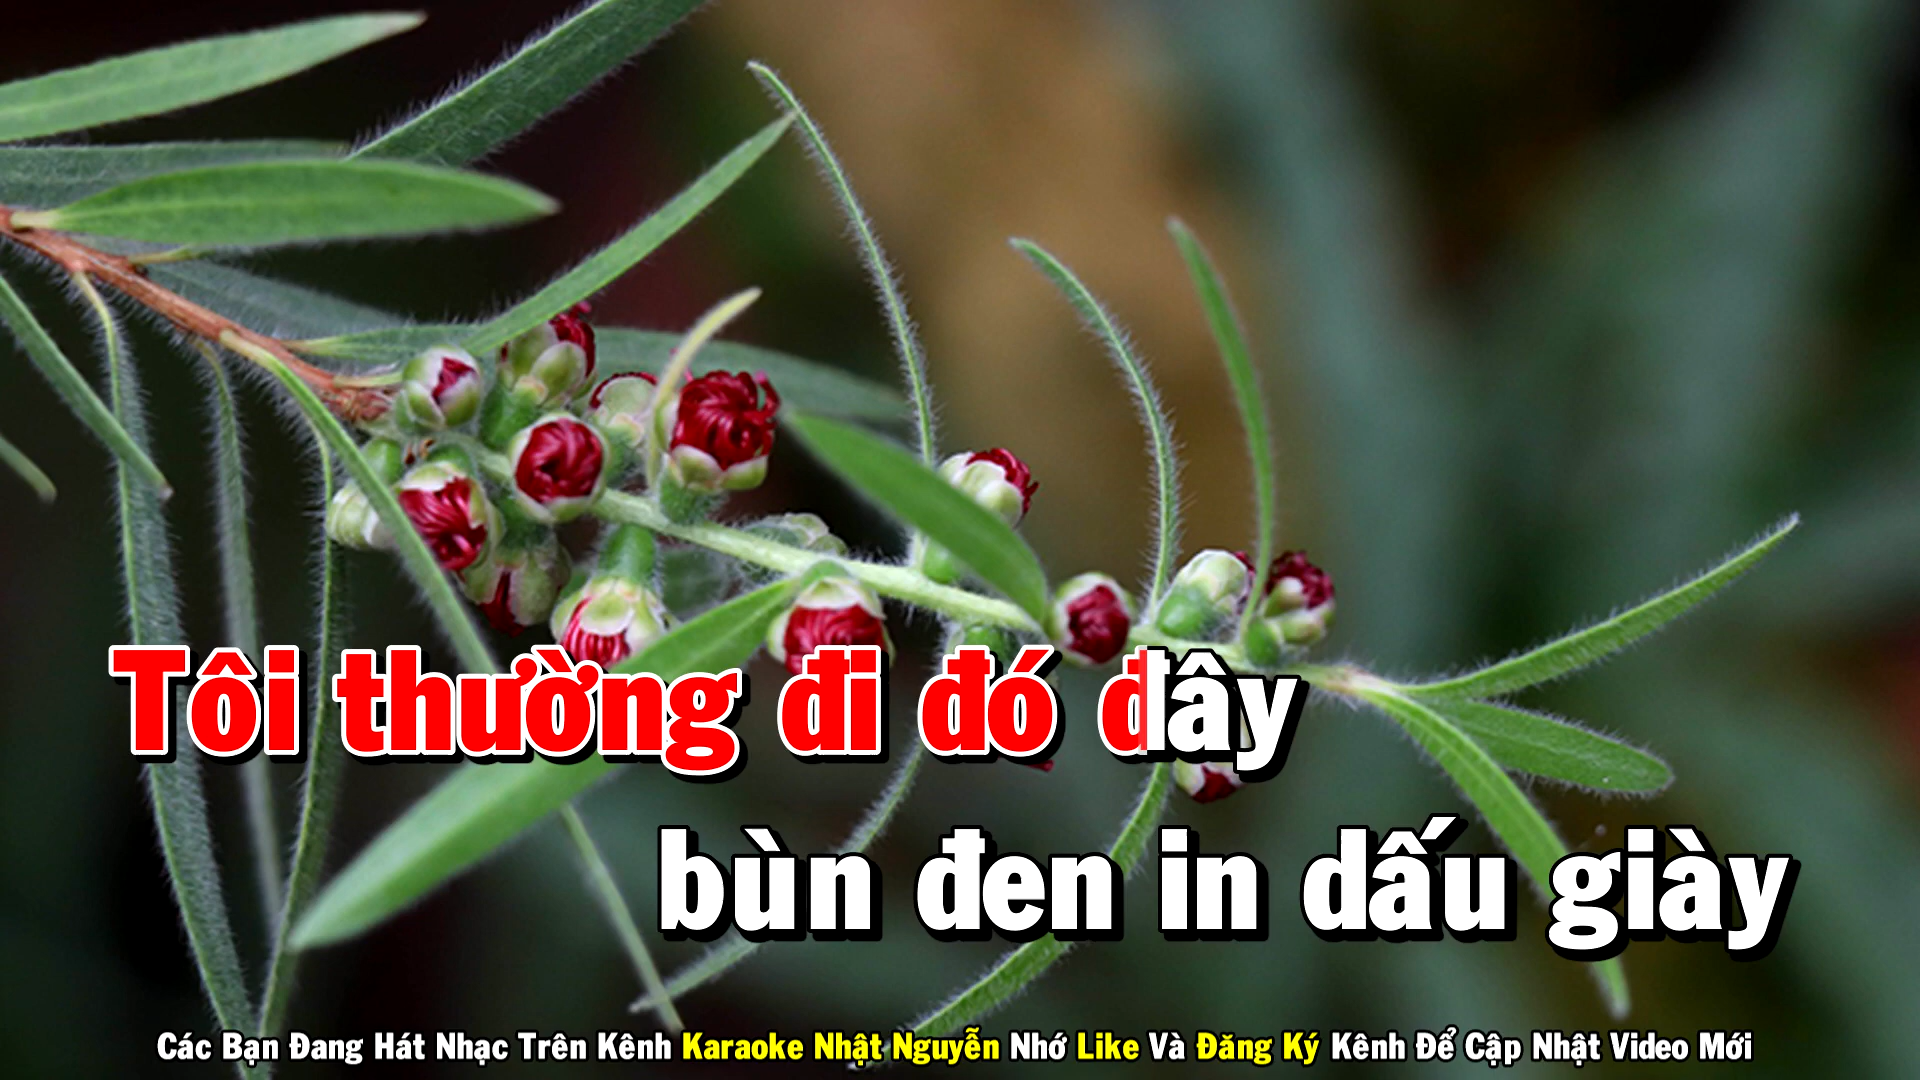 Tôi thường đi đó đây
bùn đen in dấu giày
Các Bạn Đang Hát Nhạc Trên Kênh Karaoke Nhật Nguyễn Nhớ Like Và Đăng Ký Kênh Để Cập Nhật Video Mới